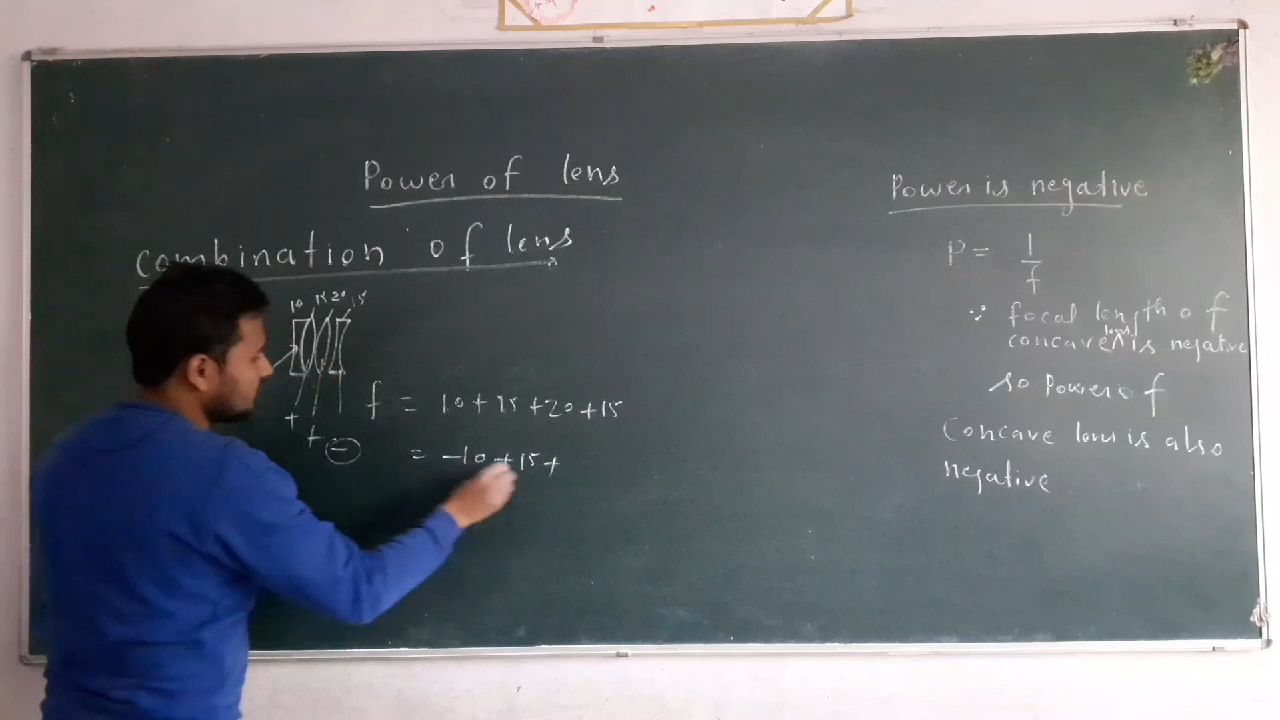 Power of lens
combination of lens
10 15 20 15
+
+
−
f = 10+15+20+15
= −10+15+
Power is negative
P = 1/f
∵ focal length of
concave lens is negative
so Power of
Concave lens is also
negative